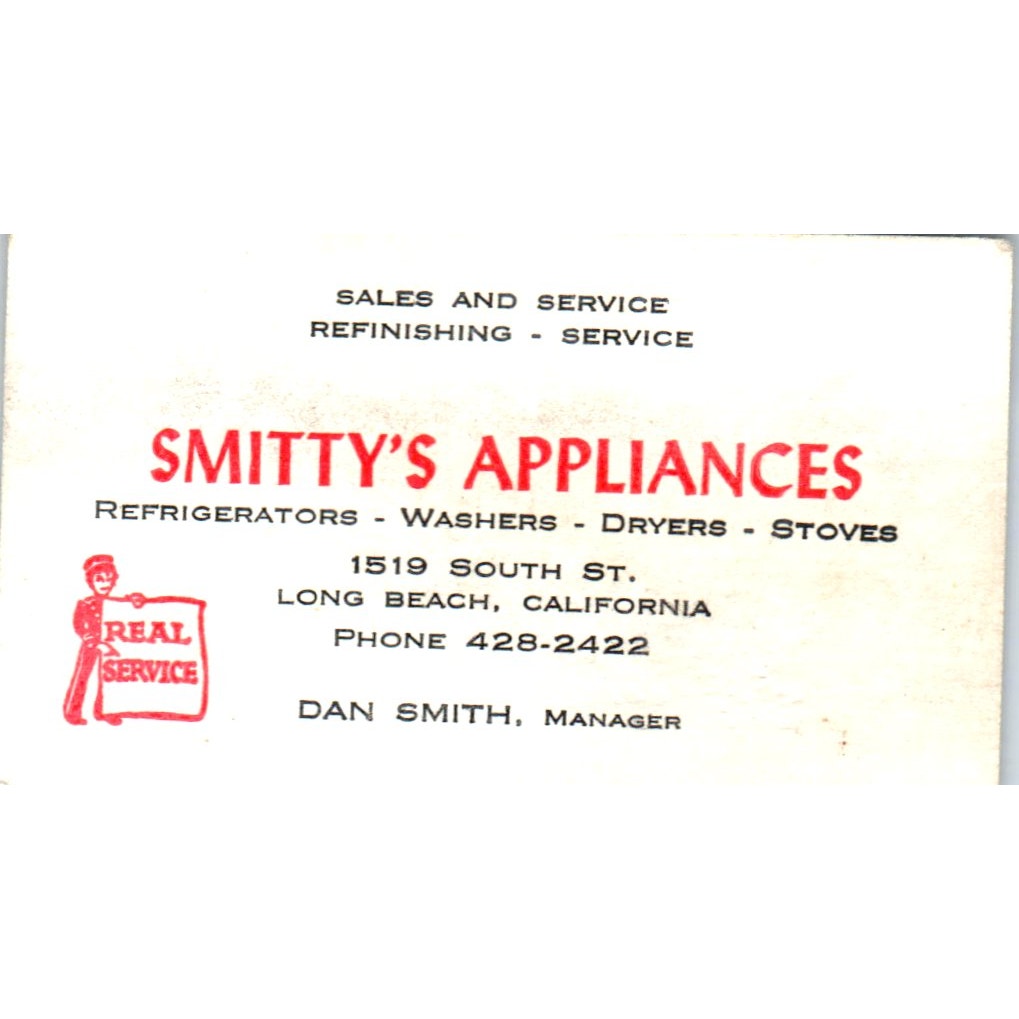 SALES AND SERVICE
REFINISHING - SERVICE
SMITTY'S APPLIANCES
REFRIGERATORS - WASHERS - DRYERS - STOVES
1519 SOUTH ST.
LONG BEACH, CALIFORNIA
PHONE 428-2422
REAL
SERVICE
DAN SMITH, MANAGER